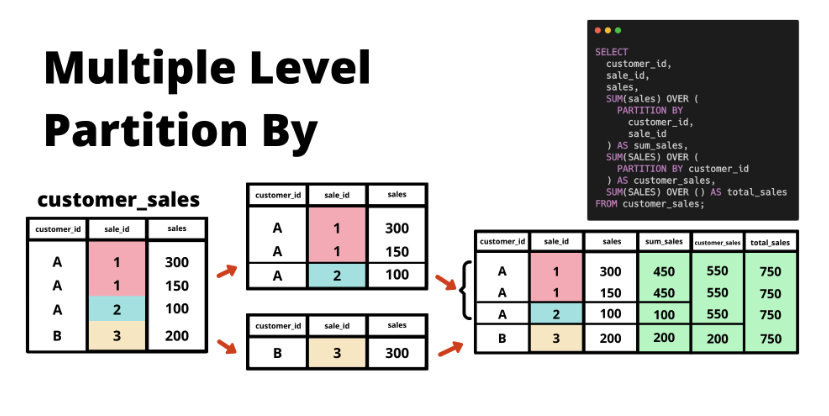 Multiple Level
Partition By
SELECT
customer_id,
sale_id,
sales,
SUM(sales) OVER (
PARTITION BY
customer_id,
sale_id
) AS sum_sales,
SUM(SALES) OVER (
PARTITION BY customer_id
) AS customer_sales,
SUM(SALES) OVER () AS total_sales
FROM customer_sales;
customer_sales
customer_id sale_id sales
A 1 300
A 1 150
A 2 100
B 3 200
customer_id sale_id sales
A 1 300
A 1 150
A 2 100
customer_id sale_id sales
B 3 300
customer_id sale_id sales sum_sales customer_sales total_sales
A 1 300 450 550 750
A 1 150 450 550 750
A 2 100 100 550 750
B 3 200 200 200 750